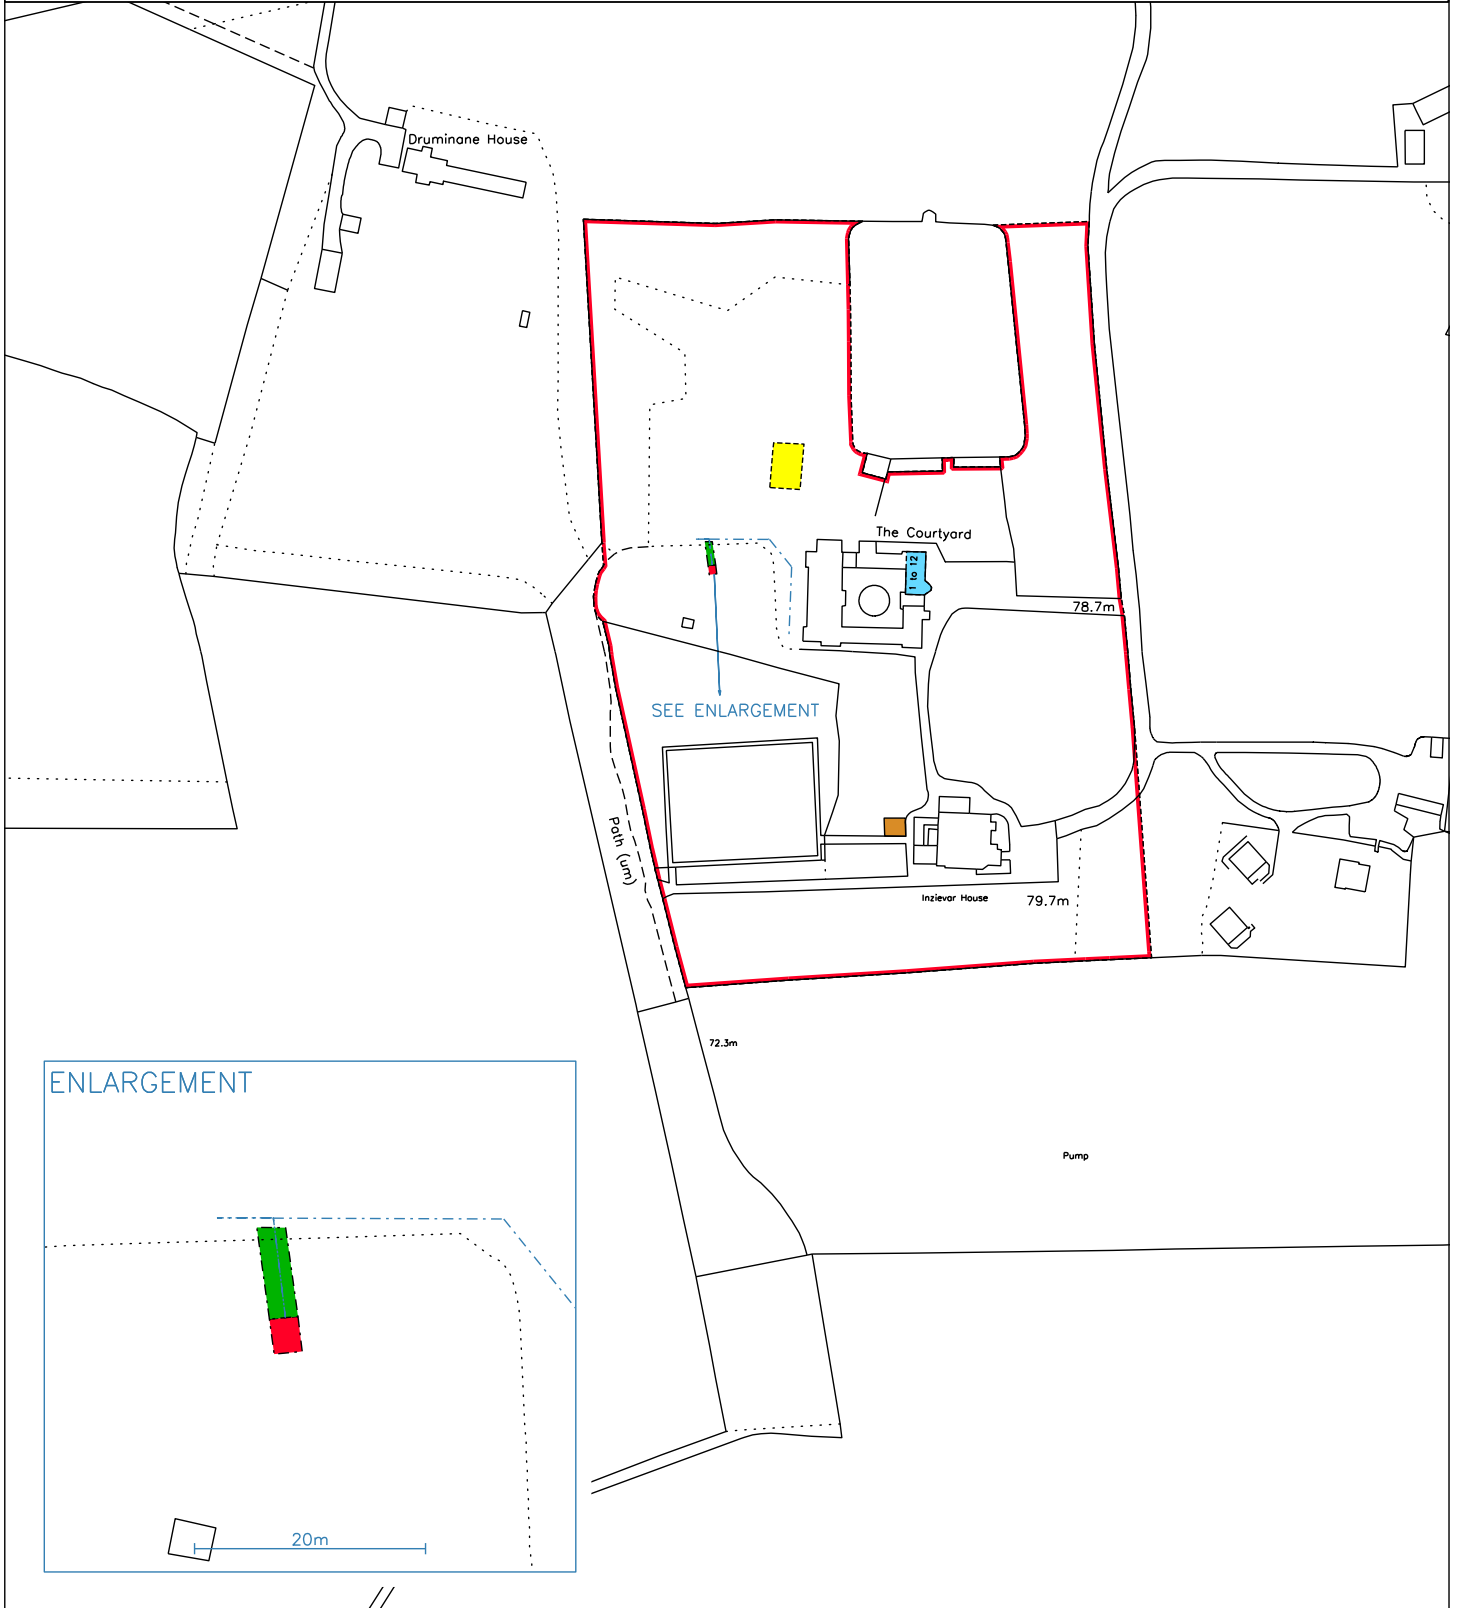 Druminane House
The Courtyard
1 to 12
78.7m
SEE ENLARGEMENT
Path (um)
Inzievar House
79.7m
72.3m
ENLARGEMENT
Pump
20m